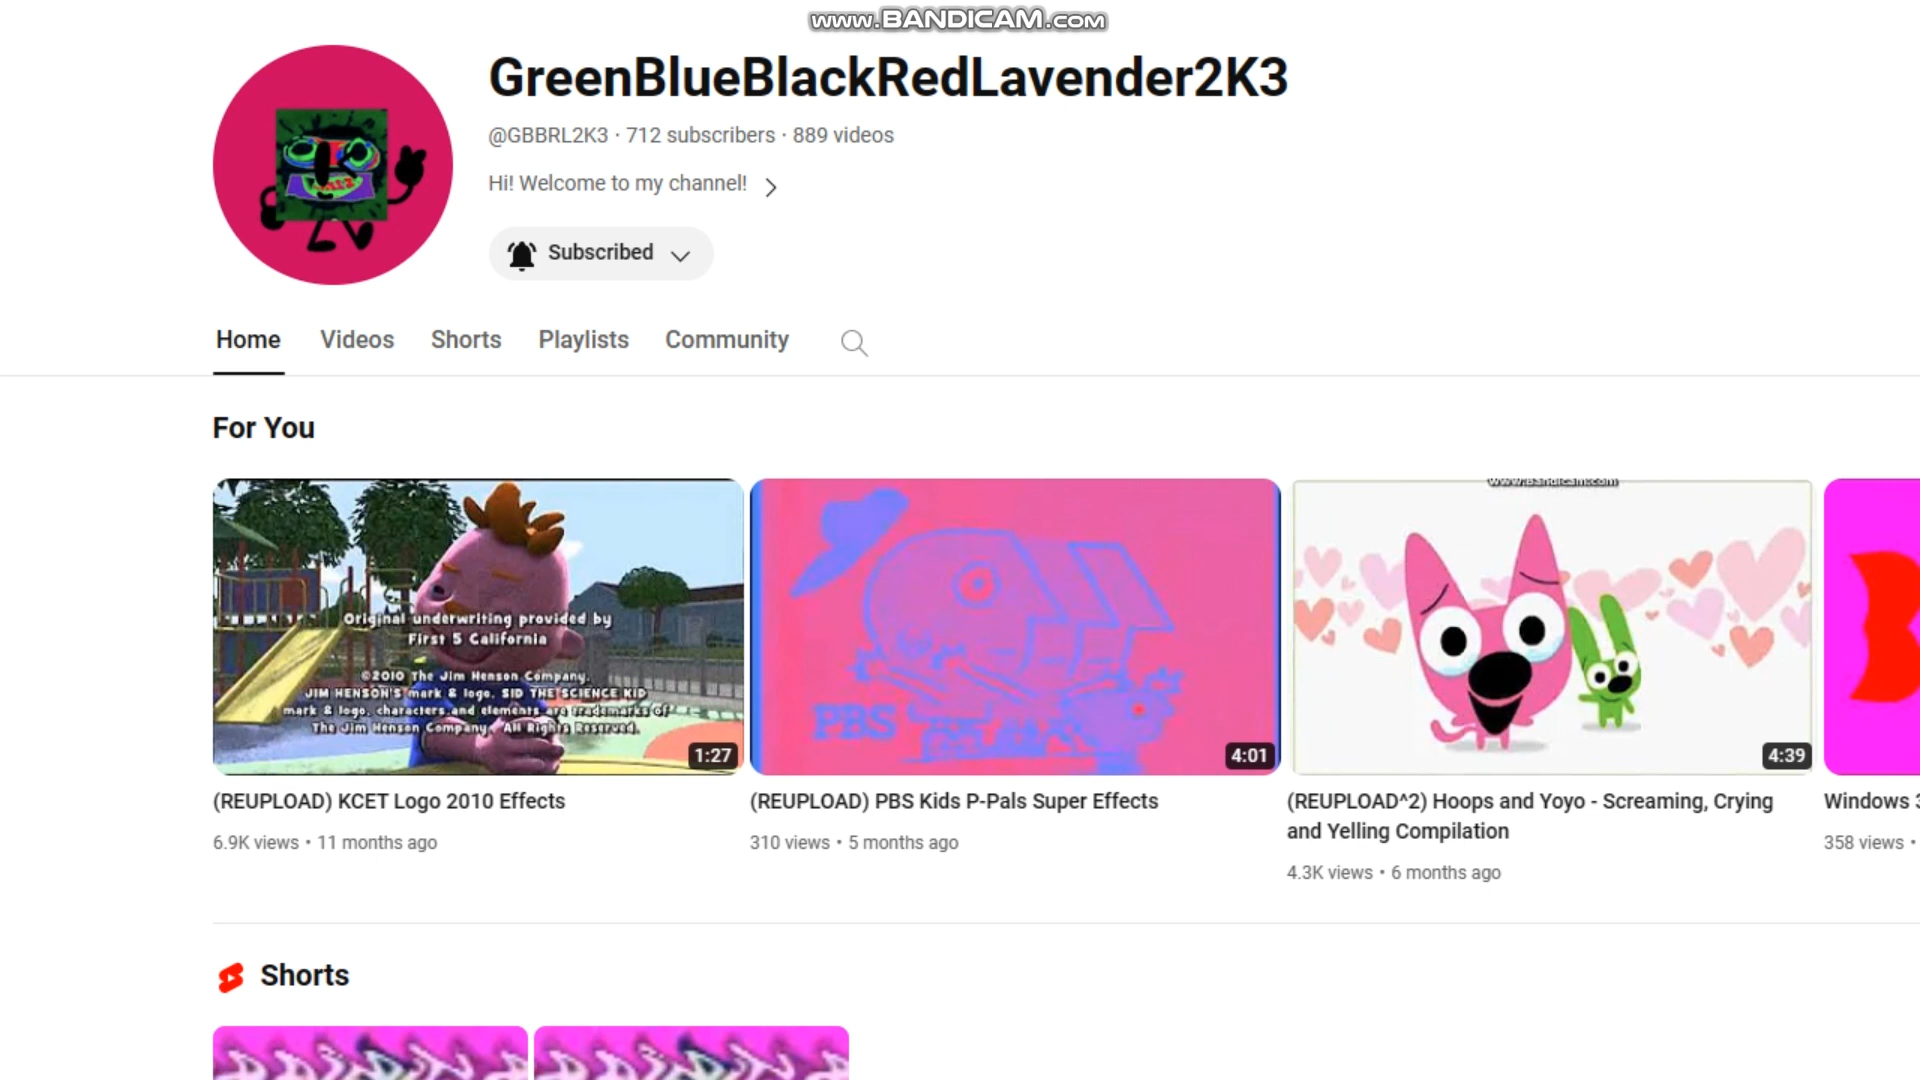 www.BANDICAM.com
GreenBlueBlackRedLavender2K3
@GBBRL2K3 · 712 subscribers · 889 videos
Hi! Welcome to my channel!
Subscribed
Home Videos Shorts Playlists Community
For You
Original underwriting provided by
First 5 California
©2010 The Jim Henson Company.
JIM HENSON'S mark & logo, SID THE SCIENCE KID
mark & logo, characters and elements are trademarks of
The Jim Henson Company. All Rights Reserved.
1:27
PBS
4:01
www.Bandicam.com
4:39
(REUPLOAD) KCET Logo 2010 Effects
6.9K views • 11 months ago
(REUPLOAD) PBS Kids P-Pals Super Effects
310 views • 5 months ago
(REUPLOAD^2) Hoops and Yoyo - Screaming, Crying
and Yelling Compilation
4.3K views • 6 months ago
Windows
358 views •
Shorts